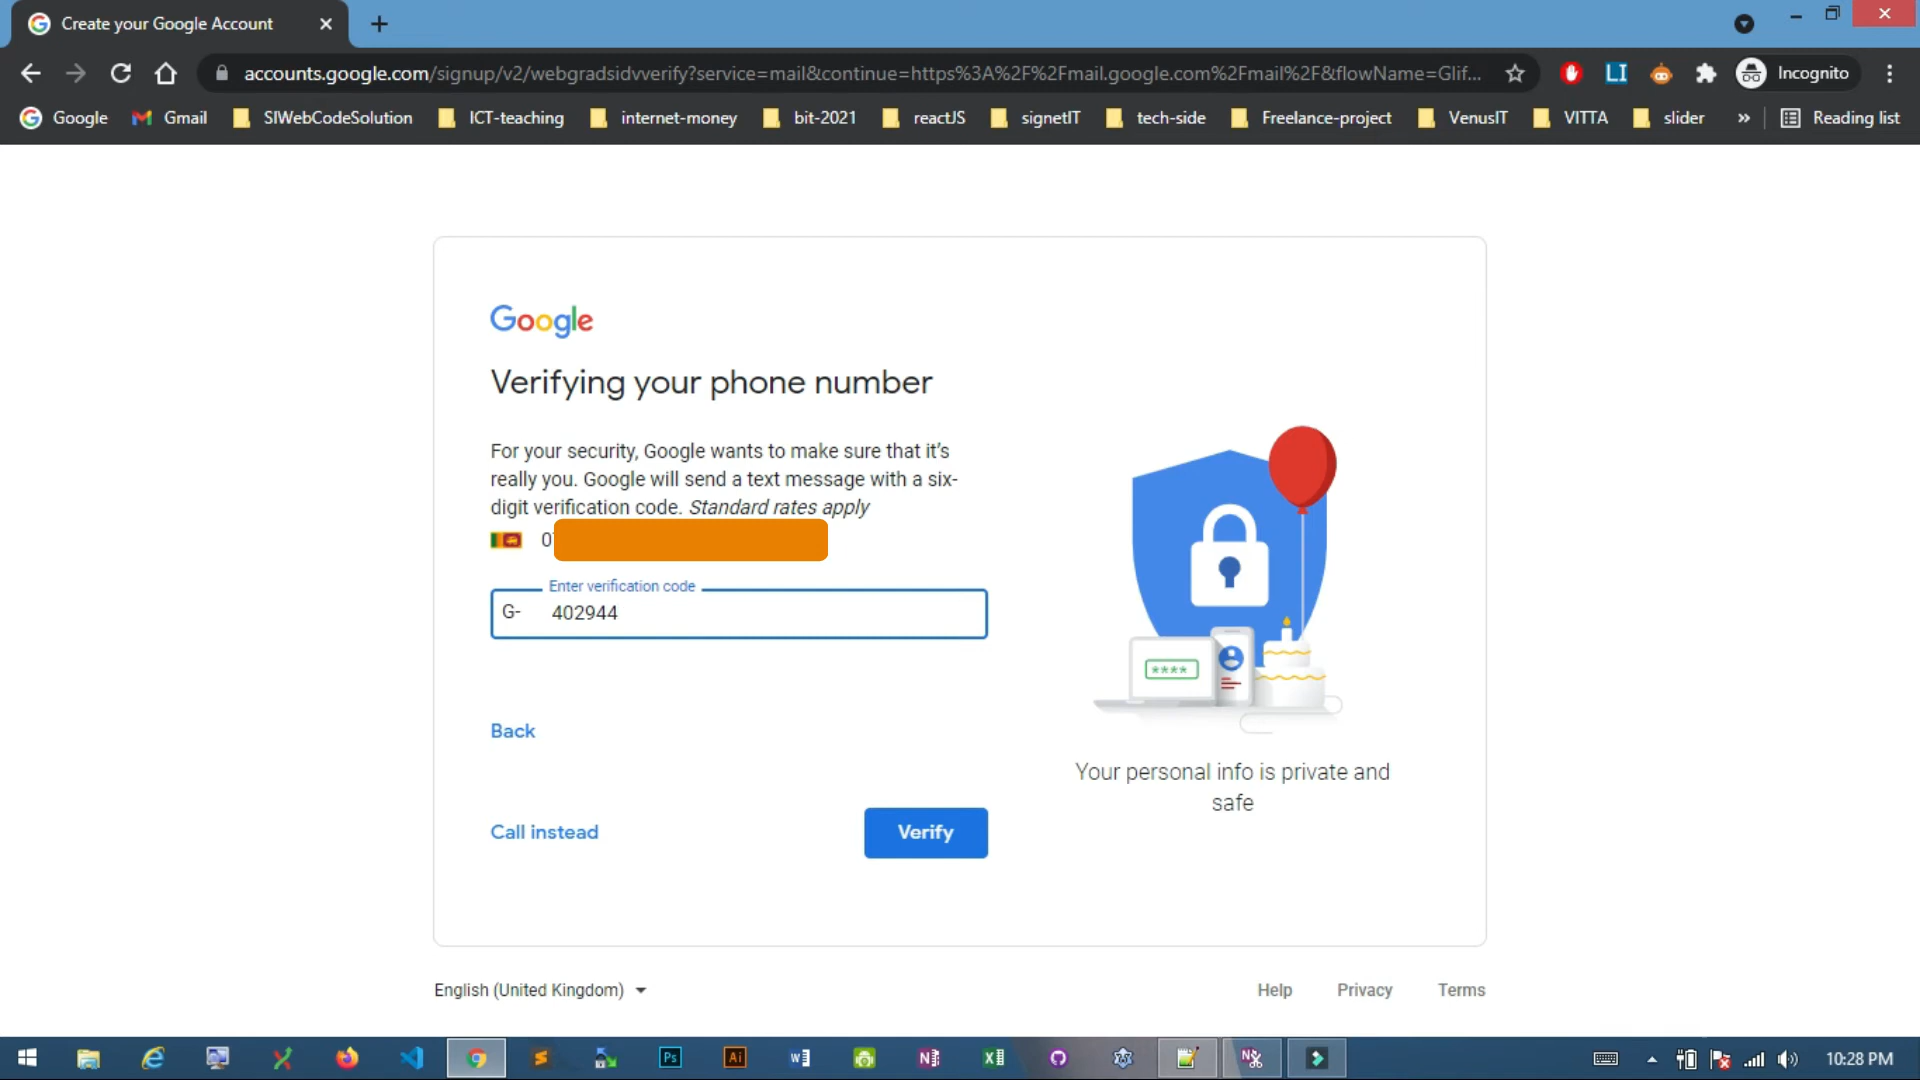 Create your Google Account
accounts.google.com/signup/v2/webgradsidvverify?service=mail&continue=https%3A%2F%2Fmail.google.com%2Fmail%2F&flowName=Glif...
LI
Incognito
Google
Gmail
SIWebCodeSolution
ICT-teaching
internet-money
bit-2021
reactJS
signetIT
tech-side
Freelance-project
VenusIT
VITTA
slider
»
Reading list
Google
Verifying your phone number
For your security, Google wants to make sure that it's
really you. Google will send a text message with a six-
digit verification code. Standard rates apply
0
Enter verification code
G- 402944
Back
Call instead
Verify
****
Your personal info is private and
safe
English (United Kingdom)
Help
Privacy
Terms
Ps
Ai
10:28 PM